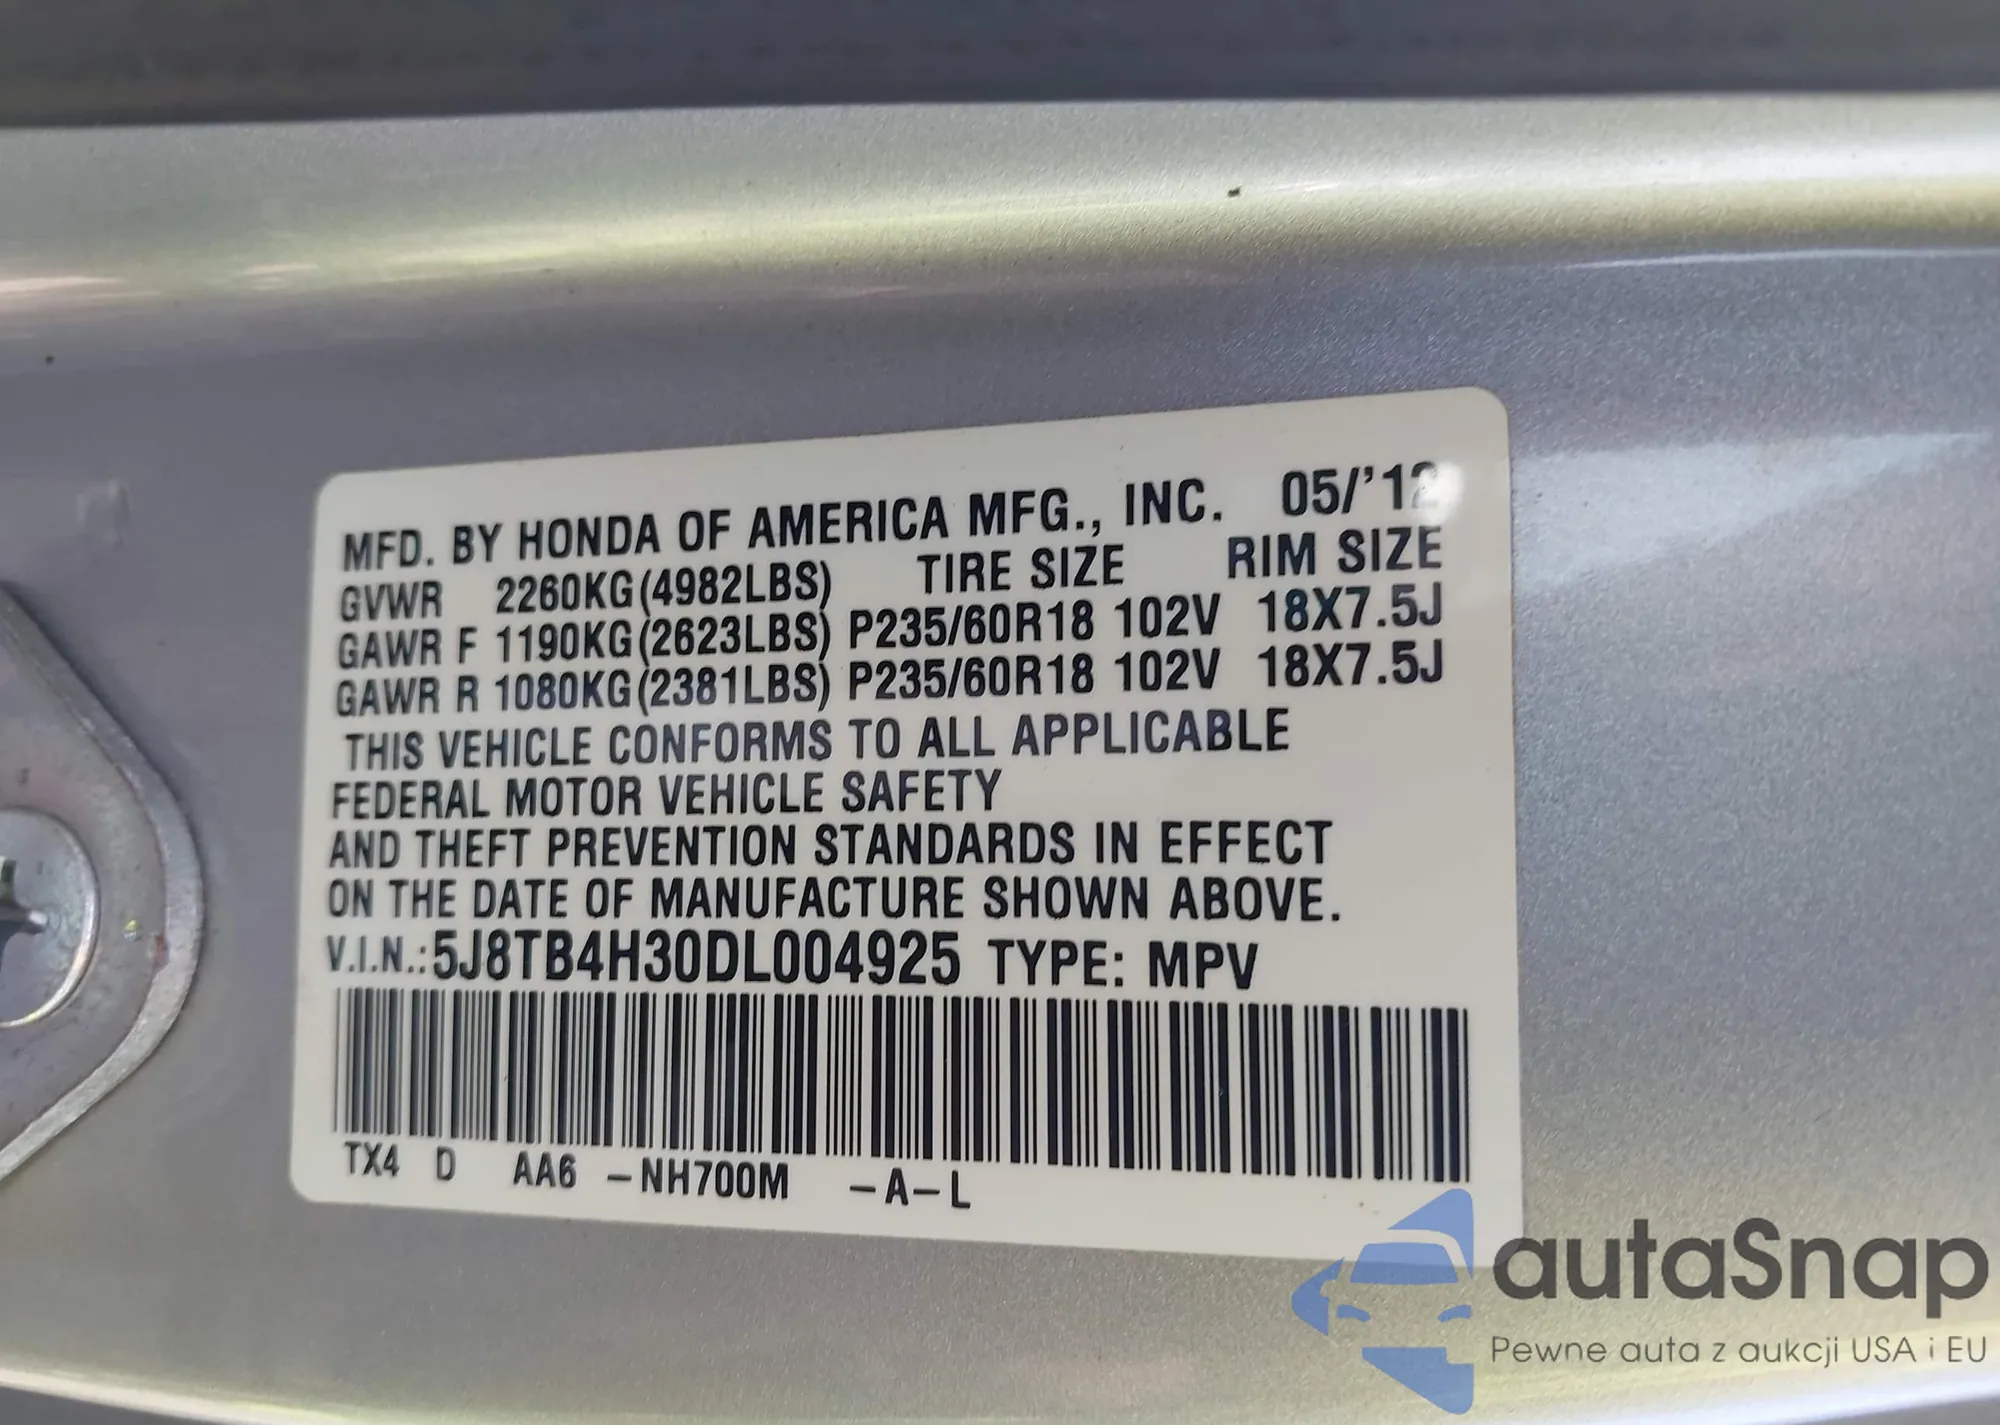 MFD. BY HONDA OF AMERICA MFG., INC. 05/'12
GVWR 2260KG(4982LBS) TIRE SIZE RIM SIZE
GAWR F 1190KG(2623LBS) P235/60R18 102V 18X7.5J
GAWR R 1080KG(2381LBS) P235/60R18 102V 18X7.5J
THIS VEHICLE CONFORMS TO ALL APPLICABLE
FEDERAL MOTOR VEHICLE SAFETY
AND THEFT PREVENTION STANDARDS IN EFFECT
ON THE DATE OF MANUFACTURE SHOWN ABOVE.
V.I.N.:5J8TB4H30DL004925 TYPE: MPV
TX4 D AA6 -NH700M -A-L
autaSnap
Pewne auta z aukcji USA i EU